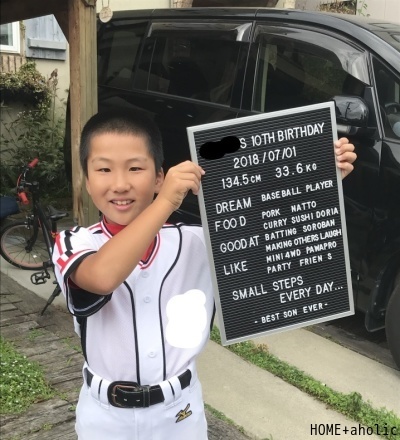 S 10TH BIRTHDAY
2018/07/01
134.5CM 33.6KG
DREAM BASEBALL PLAYER
FOOD PORK NATTO
CURRY SUSHI DORIA
GOOD AT BATTING SOROBAN
MAKING OTHERS LAUGH
LIKE MINI4WD PAWAPRO
PARTY FRIEN S
SMALL STEPS
EVERY DAY...
- BEST SON EVER -
HOME+aholic